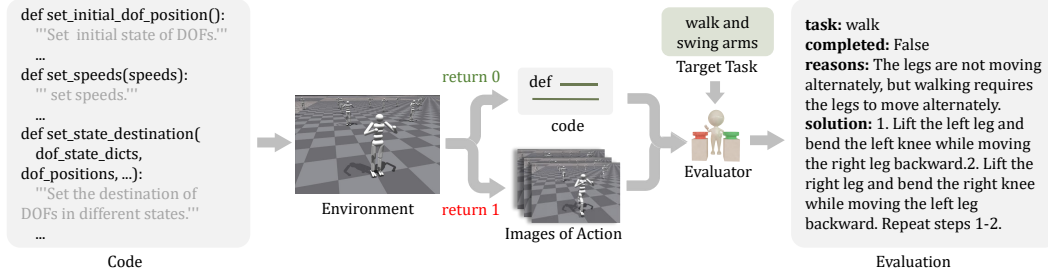 def set_initial_dof_position():
'''Set  initial state of DOFs.'''
...
def set_speeds(speeds):
''' set speeds.'''
...
def set_state_destination(
dof_state_dicts,
dof_positions, ...):
'''Set the destination of
DOFs in different states.'''
...
Code
Environment
return 0
return 1
def
code
Images of Action
walk and
swing arms
Target Task
Evaluator
task: walk
completed: False
reasons: The legs are not moving
alternately, but walking requires
the legs to move alternately.
solution: 1. Lift the left leg and
bend the left knee while moving
the right leg backward.2. Lift the
right leg and bend the right knee
while moving the left leg
backward. Repeat steps 1-2.
Evaluation